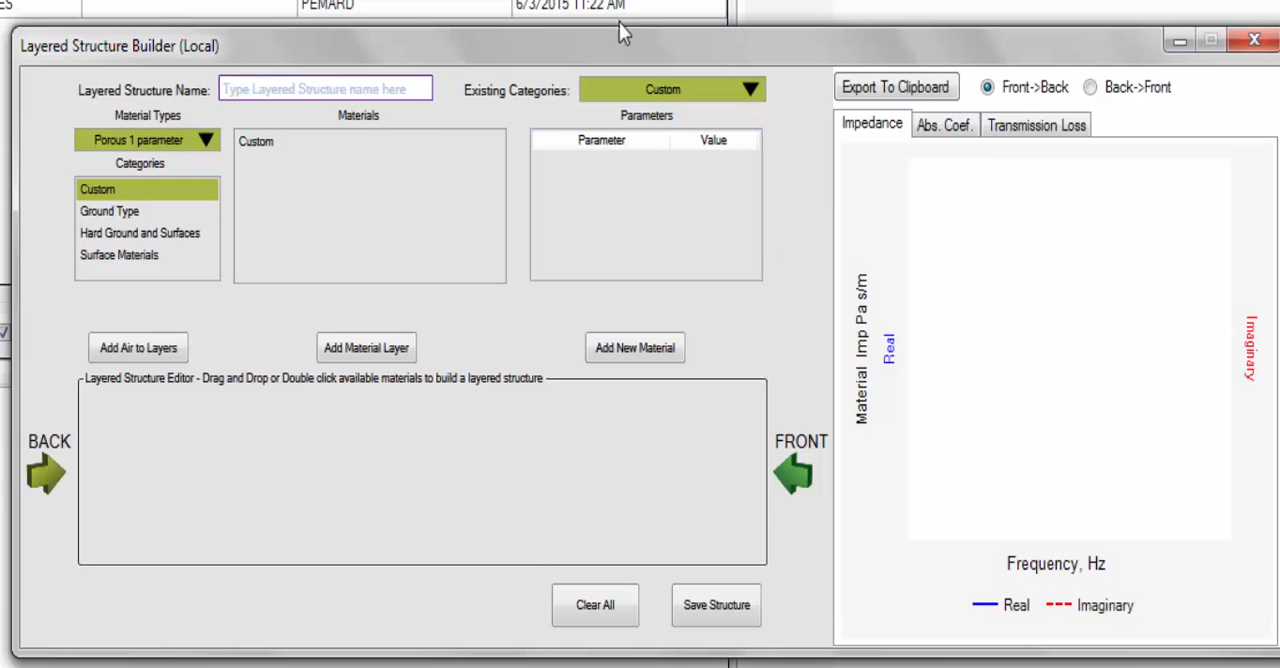 ES PEMARD 6/3/2015 11:22 AM
Layered Structure Builder (Local)
Layered Structure Name: Type Layered Structure name here Existing Categories: Custom
Material Types Materials Parameters
Porous 1 parameter Custom Parameter Value
Categories
Custom
Ground Type
Hard Ground and Surfaces
Surface Materials
Add Air to Layers Add Material Layer Add New Material
Layered Structure Editor - Drag and Drop or Double click available materials to build a layered structure
BACK FRONT
Clear All Save Structure
Export To Clipboard Front->Back Back->Front
Impedance Abs. Coef. Transmission Loss
Material Imp Pa s/m
Real
Imaginary
Frequency, Hz
Real Imaginary